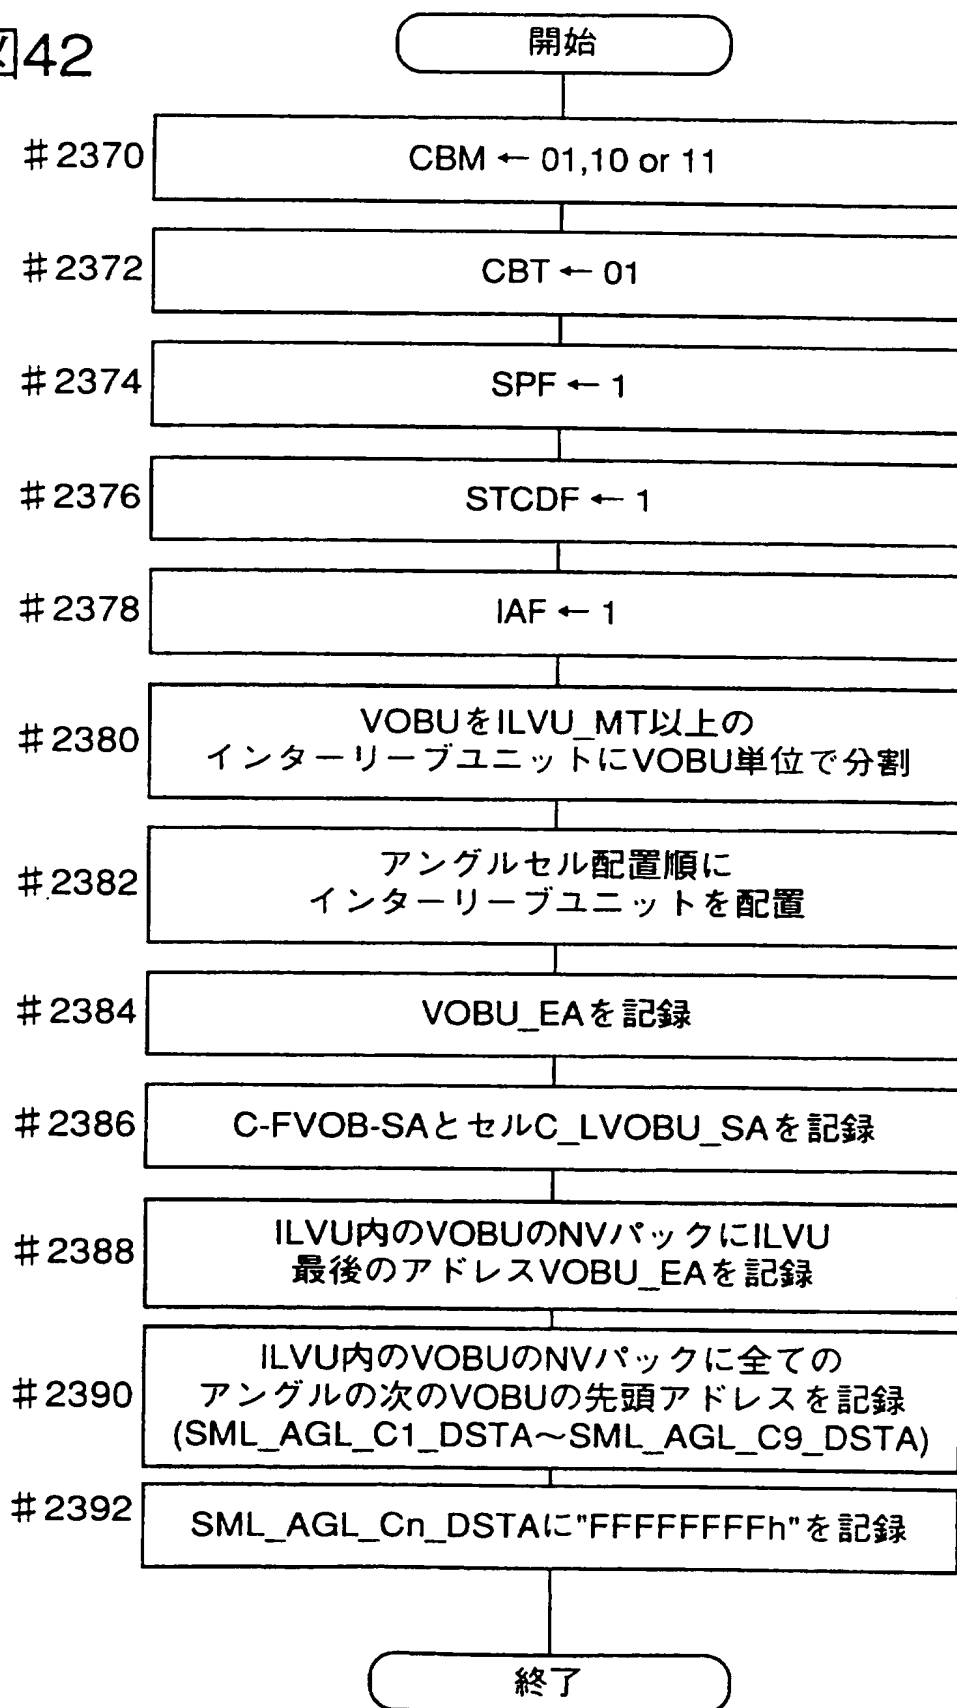 図42
開始
#2370
CBM ← 01,10 or 11
#2372
CBT ← 01
#2374
SPF ← 1
#2376
STCDF ← 1
#2378
IAF ← 1
#2380
VOBUをILVU_MT以上の
インターリーブユニットにVOBU単位で分割
#2382
アングルセル配置順に
インターリーブユニットを配置
#2384
VOBU_EAを記録
#2386
C-FVOB-SAとセルC_LVOBU_SAを記録
#2388
ILVU内のVOBUのNVパックにILVU
最後のアドレスVOBU_EAを記録
#2390
ILVU内のVOBUのNVパックに全ての
アングルの次のVOBUの先頭アドレスを記録
(SML_AGL_C1_DSTA～SML_AGL_C9_DSTA)
#2392
SML_AGL_Cn_DSTAに"FFFFFFFFh"を記録
終了